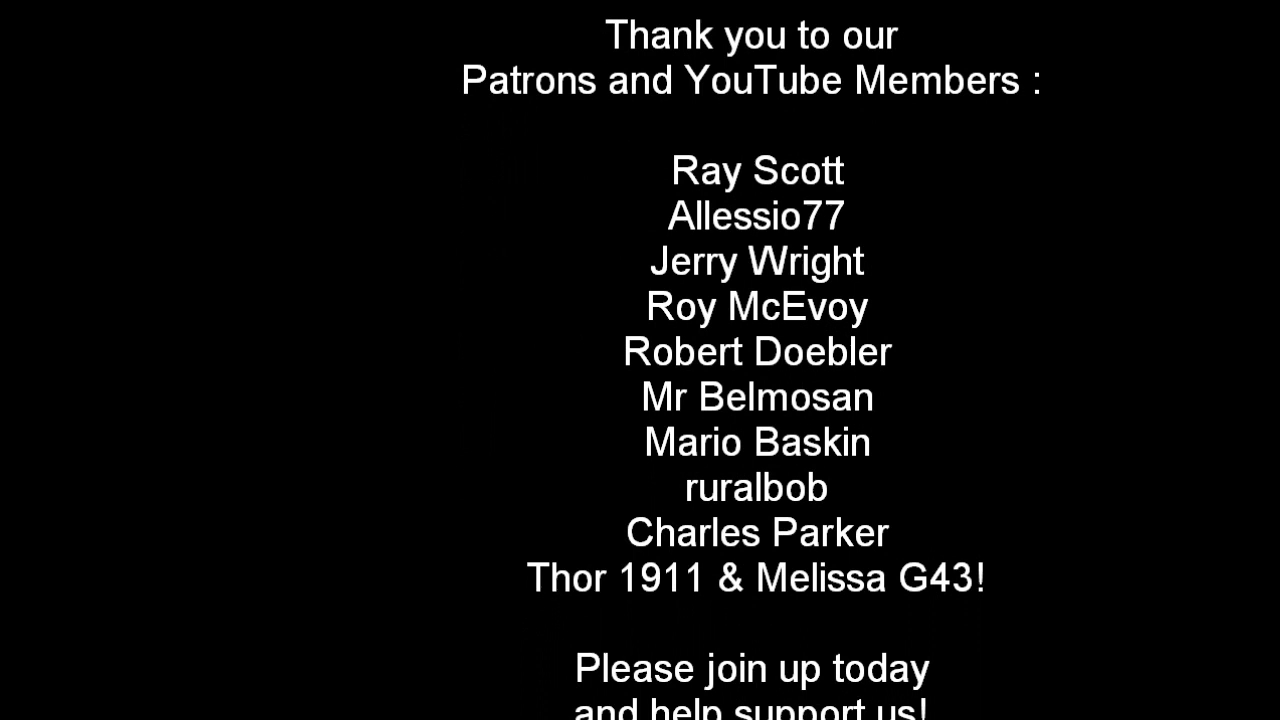 Thank you to our
Patrons and YouTube Members :
Ray Scott
Allessio77
Jerry Wright
Roy McEvoy
Robert Doebler
Mr Belmosan
Mario Baskin
ruralbob
Charles Parker
Thor 1911 & Melissa G43!
Please join up today
and help support us!